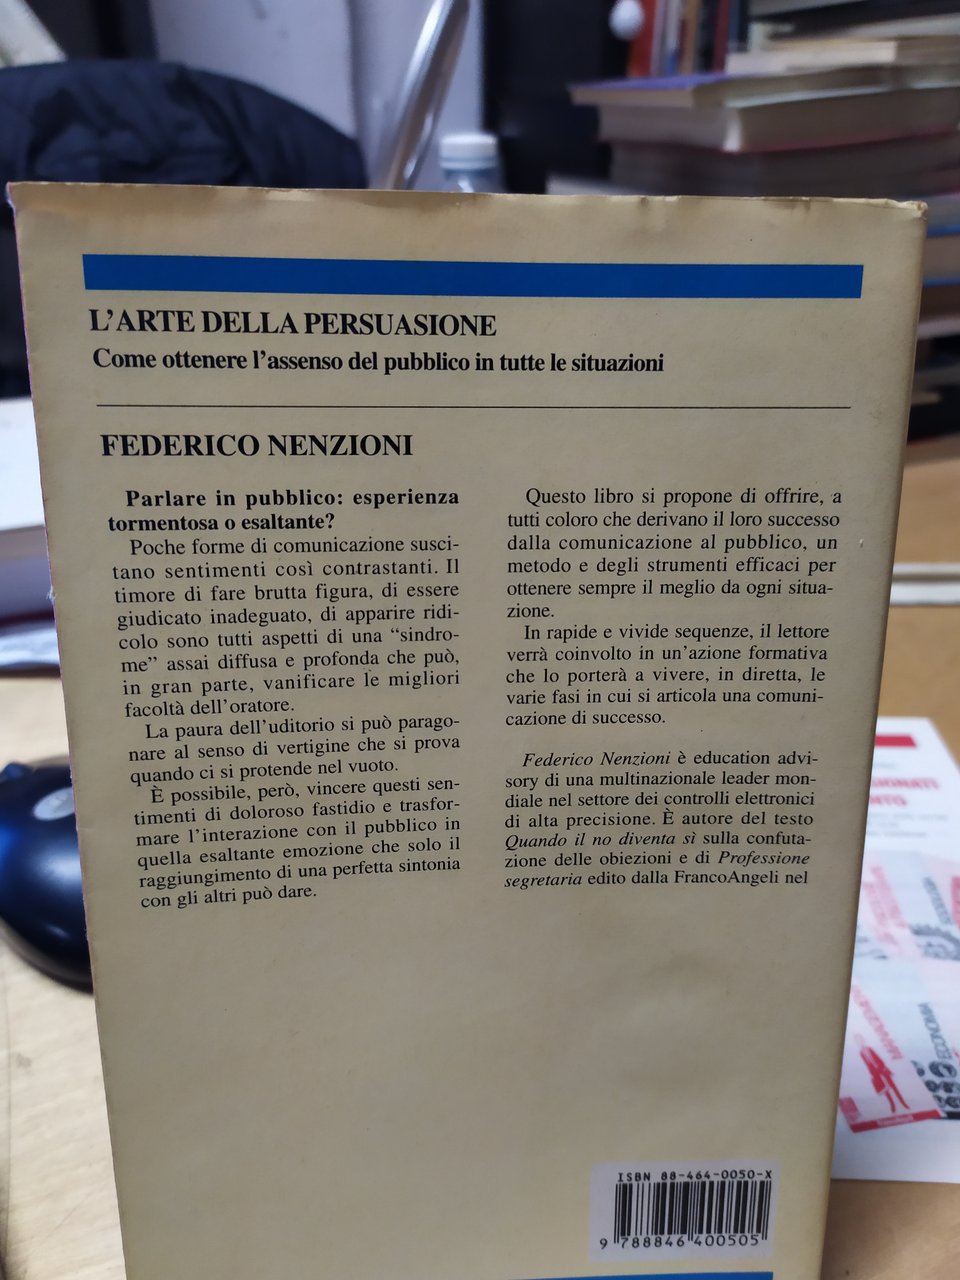 L'ARTE DELLA PERSUASIONE
Come ottenere l'assenso del pubblico in tutte le situazioni
FEDERICO NENZIONI
Parlare in pubblico: esperienza
tormentosa o esaltante?
Poche forme di comunicazione susci-
tano sentimenti così contrastanti. Il
timore di fare brutta figura, di essere
giudicato inadeguato, di apparire ridi-
colo sono tutti aspetti di una “sindro-
me” assai diffusa e profonda che può,
in gran parte, vanificare le migliori
facoltà dell'oratore.
La paura dell'uditorio si può parago-
nare al senso di vertigine che si prova
quando ci si protende nel vuoto.
È possibile, però, vincere questi sen-
timenti di doloroso fastidio e trasfor-
mare l'interazione con il pubblico in
quella esaltante emozione che solo il
raggiungimento di una perfetta sintonia
con gli altri può dare.
Questo libro si propone di offrire, a
tutti coloro che derivano il loro successo
dalla comunicazione al pubblico, un
metodo e degli strumenti efficaci per
ottenere sempre il meglio da ogni situa-
zione.
In rapide e vivide sequenze, il lettore
verrà coinvolto in un'azione formativa
che lo porterà a vivere, in diretta, le
varie fasi in cui si articola una comuni-
cazione di successo.
Federico Nenzioni è education advi-
sory di una multinazionale leader mon-
diale nel settore dei controlli elettronici
di alta precisione. È autore del testo
Quando il no diventa sì sulla confuta-
zione delle obiezioni e di Professione
segretaria edito dalla FrancoAngeli nel
ISBN 88-464-0050-X
9 788846 400505
MANAGEMENT
ECONOMIA